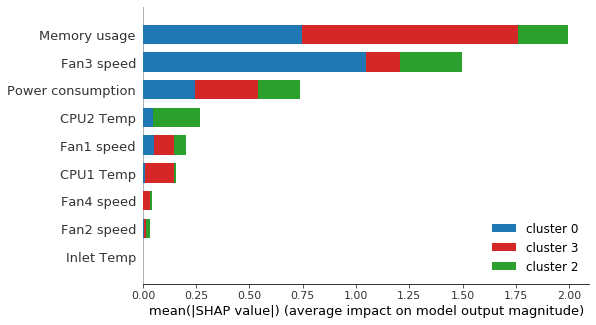 Memory usage
Fan3 speed
Power consumption
CPU2 Temp
Fan1 speed
CPU1 Temp
Fan4 speed
Fan2 speed
Inlet Temp
cluster 0
cluster 3
cluster 2
0.00 0.25 0.50 0.75 1.00 1.25 1.50 1.75 2.00
mean(|SHAP value|) (average impact on model output magnitude)